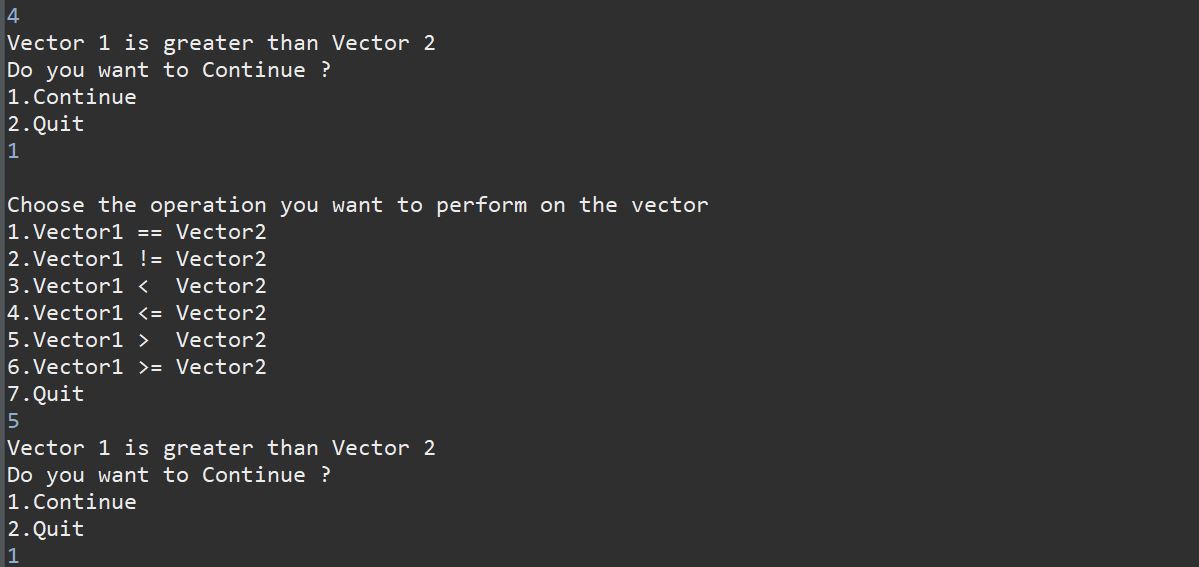 4
Vector 1 is greater than Vector 2
Do you want to Continue ?
1.Continue
2.Quit
1

Choose the operation you want to perform on the vector
1.Vector1 == Vector2
2.Vector1 != Vector2
3.Vector1 <  Vector2
4.Vector1 <= Vector2
5.Vector1 >  Vector2
6.Vector1 >= Vector2
7.Quit
5
Vector 1 is greater than Vector 2
Do you want to Continue ?
1.Continue
2.Quit
1